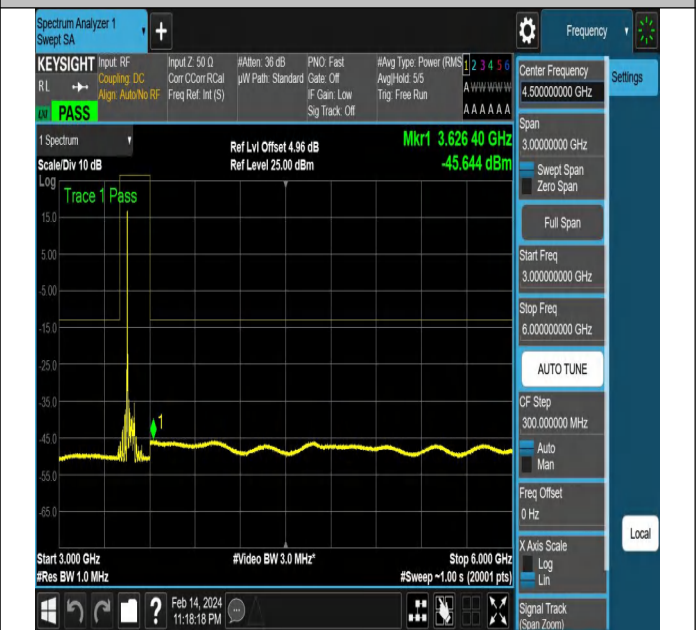 Spectrum Analyzer 1
Swept SA
+
Frequency
KEYSIGHT
RL
Input: RF
Coupling: DC
Align: Auto/No RF
Input Z: 50 Ω
Corr CCorr RCal
Freq Ref: Int (S)
#Atten: 36 dB
µW Path: Standard
PNO: Fast
Gate: Off
IF Gain: Low
Sig Track: Off
#Avg Type: Power (RMS
Avg|Hold: 5/5
Trig: Free Run
1 2 3 4 5 6
A W W W W W
A A A A A A
PASS
1 Spectrum
Scale/Div 10 dB
Ref Lvl Offset 4.96 dB
Ref Level 25.00 dBm
Mkr1 3.626 40 GHz
-45.644 dBm
Log
Trace 1 Pass
15.0
5.00
-5.00
-15.0
-25.0
-35.0
-45.0
-55.0
-65.0
1
Start 3.000 GHz
#Res BW 1.0 MHz
#Video BW 3.0 MHz*
Stop 6.000 GHz
#Sweep ~1.00 s (20001 pts)
Center Frequency
4.500000000 GHz
Settings
Span
3.00000000 GHz
Swept Span
Zero Span
Full Span
Start Freq
3.000000000 GHz
Stop Freq
6.000000000 GHz
AUTO TUNE
CF Step
300.000000 MHz
Auto
Man
Freq Offset
0 Hz
X Axis Scale
Log
Lin
Local
Signal Track
(Span Zoom)
?
Feb 14, 2024
11:18:18 PM